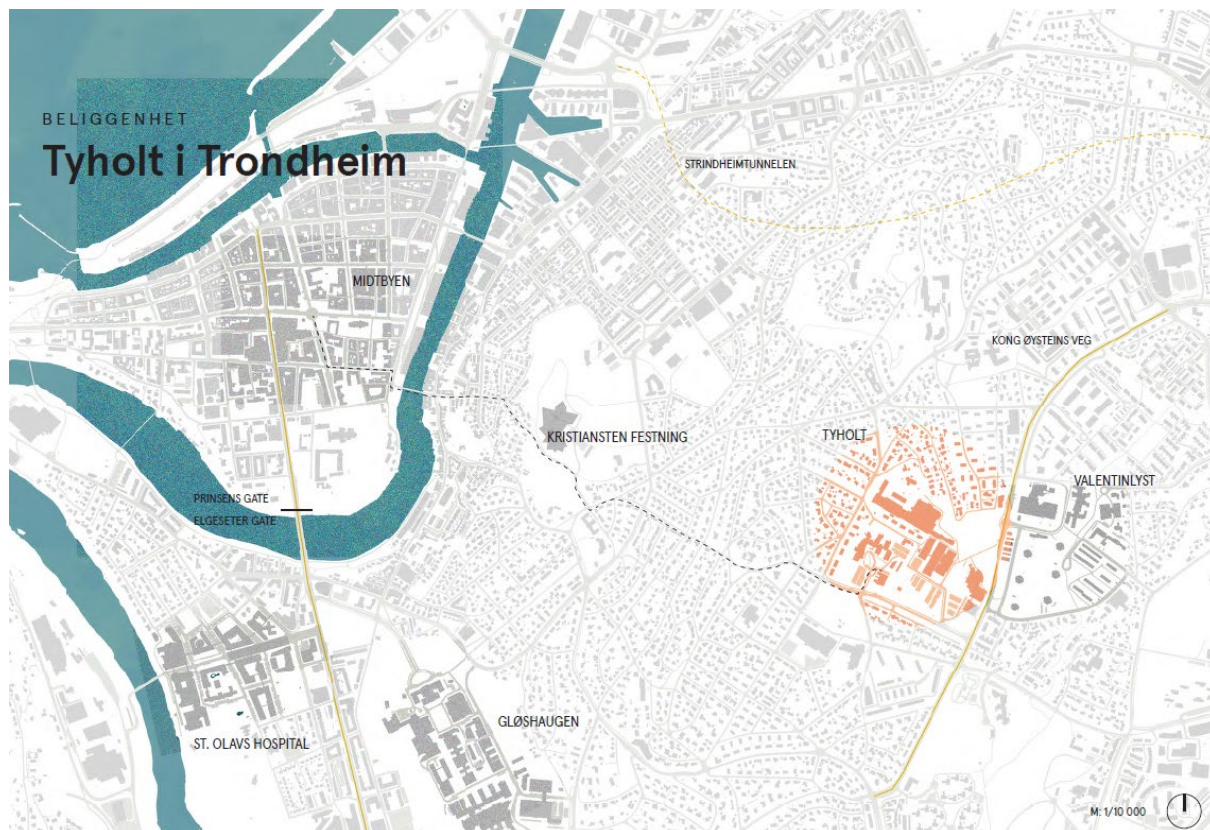 BELIGGENHET
Tyholt i Trondheim
STRINDHEIMTUNNELEN
MIDTBYEN
KONG ØYSTEINS VEG
KRISTIANSTEN FESTNING
TYHOLT
VALENTINLYST
PRINSENS GATE
ELGESETER GATE
GLØSHAUGEN
ST. OLAVS HOSPITAL
M: 1/10 000